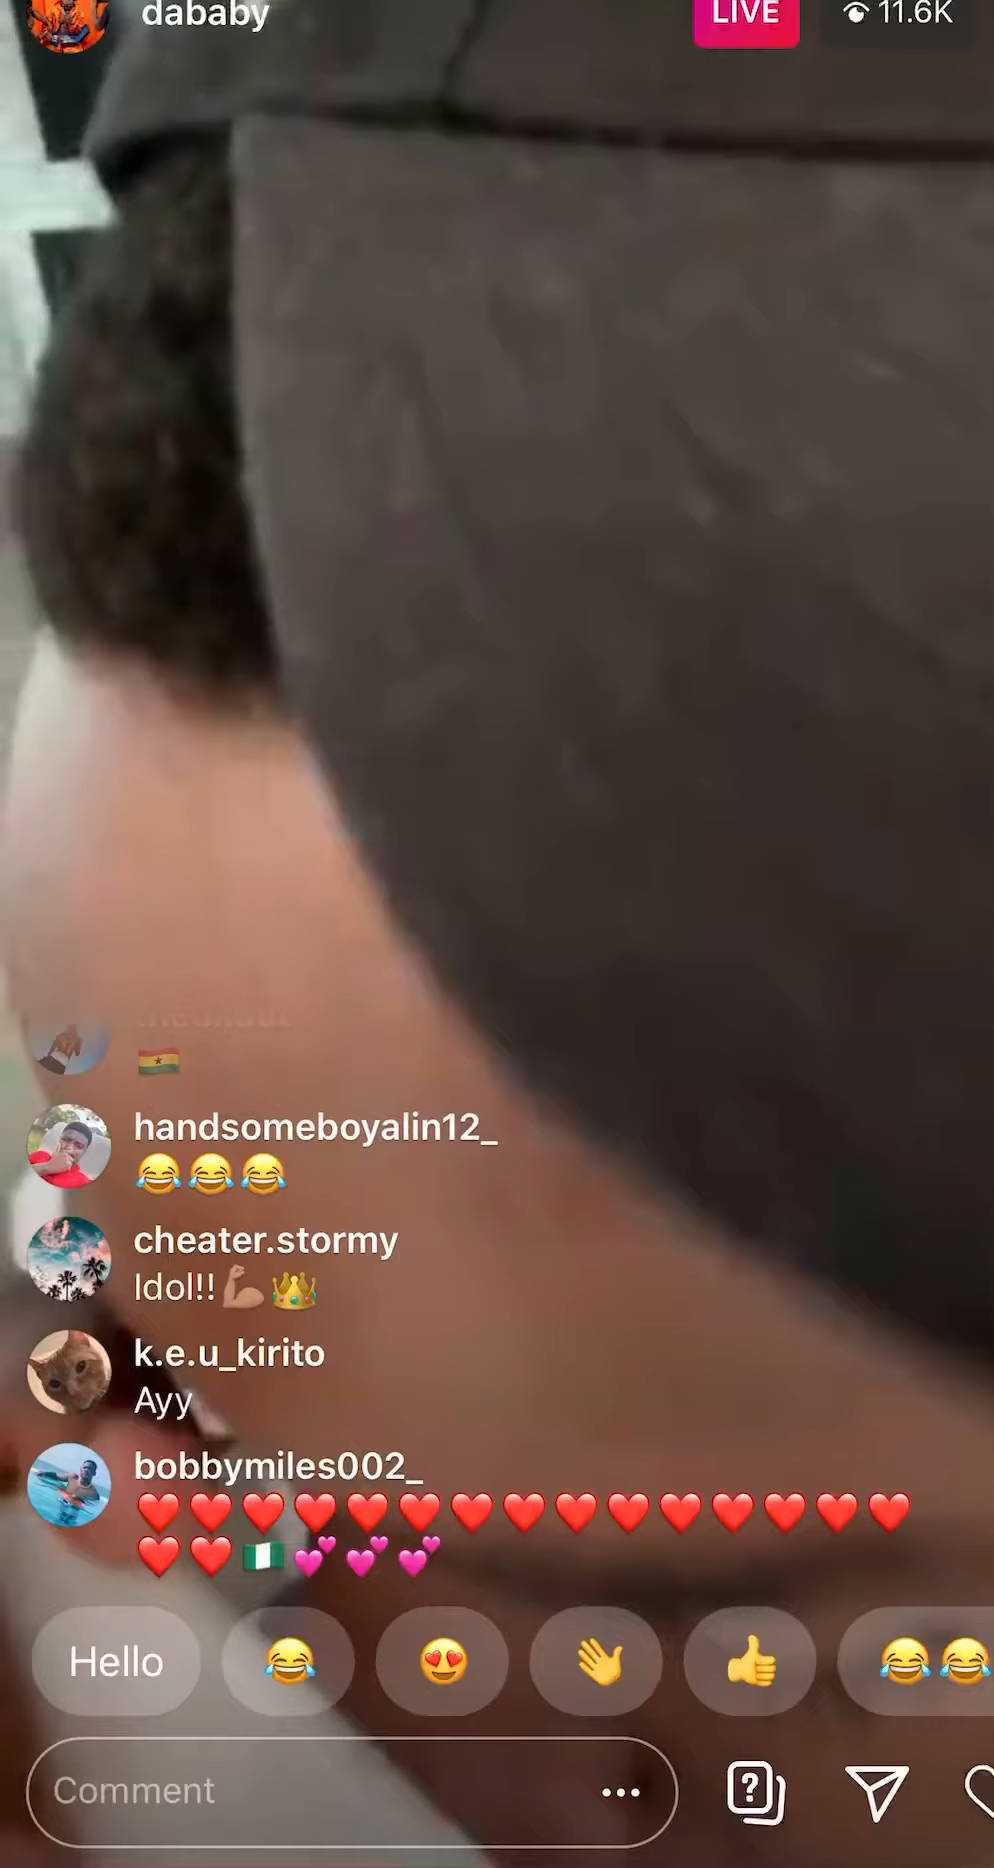 dababy
LIVE
11.6K
handsomeboyalin12_
😂😂😂
cheater.stormy
Idol!!💪🏽👑
k.e.u_kirito
Ayy
bobbymiles002_
❤️❤️❤️❤️❤️❤️❤️❤️❤️❤️❤️❤️❤️❤️❤️
❤️❤️🇳🇬💕💕💕
Hello
Comment